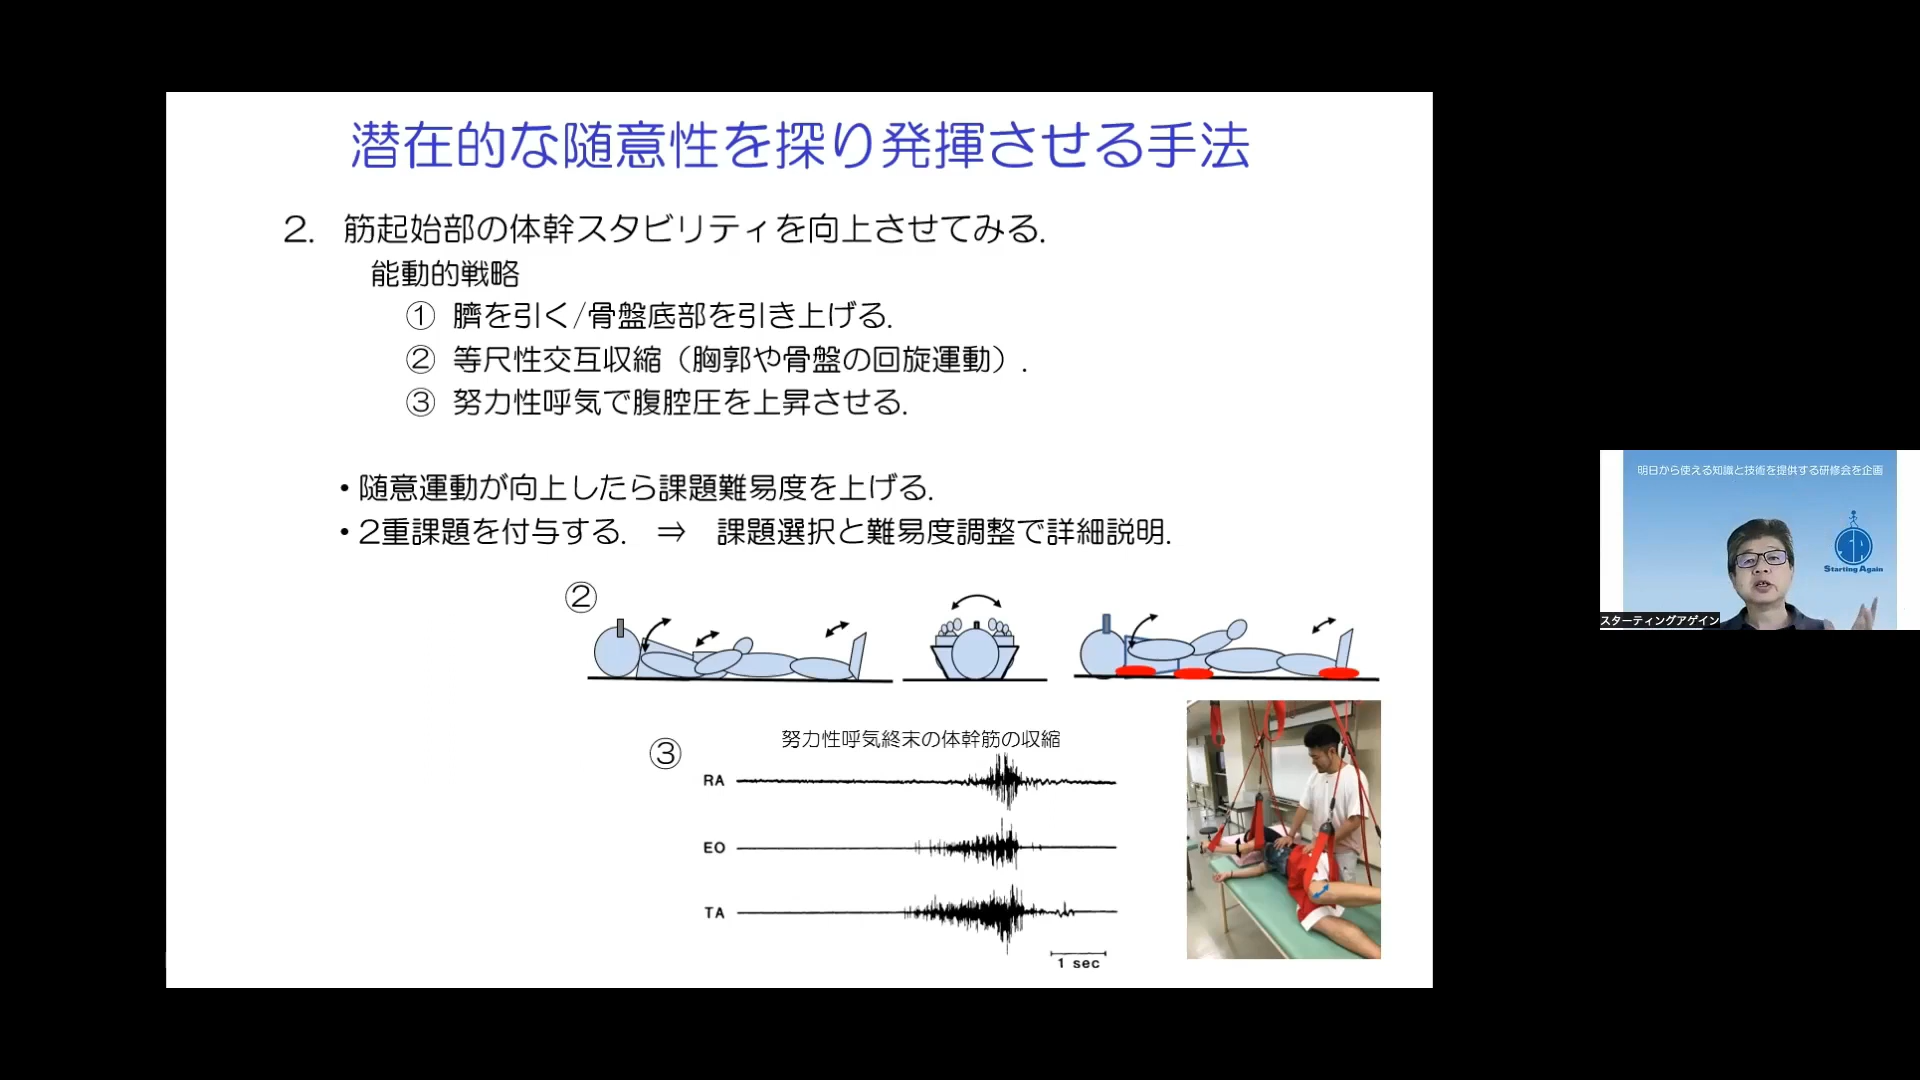 潜在的な随意性を探り発揮させる手法
2. 筋起始部の体幹スタビリティを向上させてみる.
能動的戦略
① 臍を引く/骨盤底部を引き上げる.
② 等尺性交互収縮（胸郭や骨盤の回旋運動）.
③ 努力性呼気で腹腔圧を上昇させる.
• 随意運動が向上したら課題難易度を上げる.
• 2重課題を付与する. ⇒ 課題選択と難易度調整で詳細説明.
②
③
努力性呼気終末の体幹筋の収縮
RA
EO
TA
1 sec
明日から使える知識と技術を提供する研修会を企画
SA
Starting Again
スターティングアゲイン